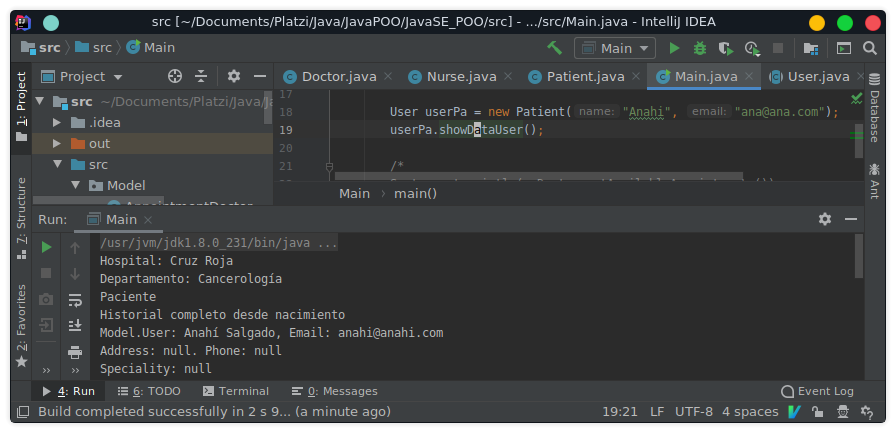 src [~/Documents/Platzi/Java/JavaPOO/JavaSE_POO/src] - .../src/Main.java - IntelliJ IDEA
src src Main Main
1: Project
7: Structure
2: Favorites
Project
src ~/Documents/Platzi/Java/Ja
.idea
out
src
Model
AppointmentDoctor
Doctor.java Nurse.java Patient.java Main.java User.java
17
18 User userPa = new Patient( name: "Anahi", email: "ana@ana.com");
19 userPa.showDataUser();
20
21 /*
Main main()
Database
Ant
Run: Main
/usr/jvm/jdk1.8.0_231/bin/java ...
Hospital: Cruz Roja
Departamento: Cancerología
Paciente
Historial completo desde nacimiento
Model.User: Anahí Salgado, Email: anahi@anahi.com
Address: null. Phone: null
Speciality: null
4: Run 6: TODO Terminal 0: Messages Event Log
Build completed successfully in 2 s 9... (a minute ago) 19:21 LF UTF-8 4 spaces